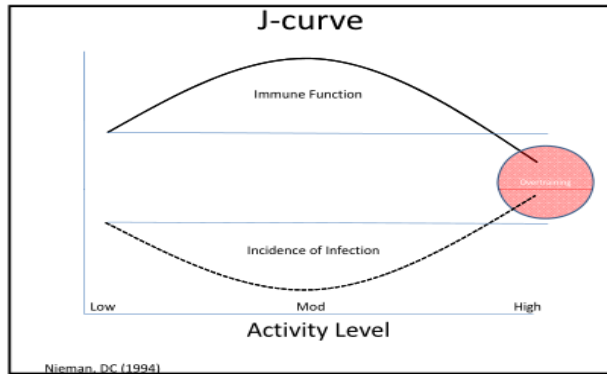 J-curve
Immune Function
Overtraining
Incidence of Infection
Low Mod High
Activity Level
Nieman, DC (1994)